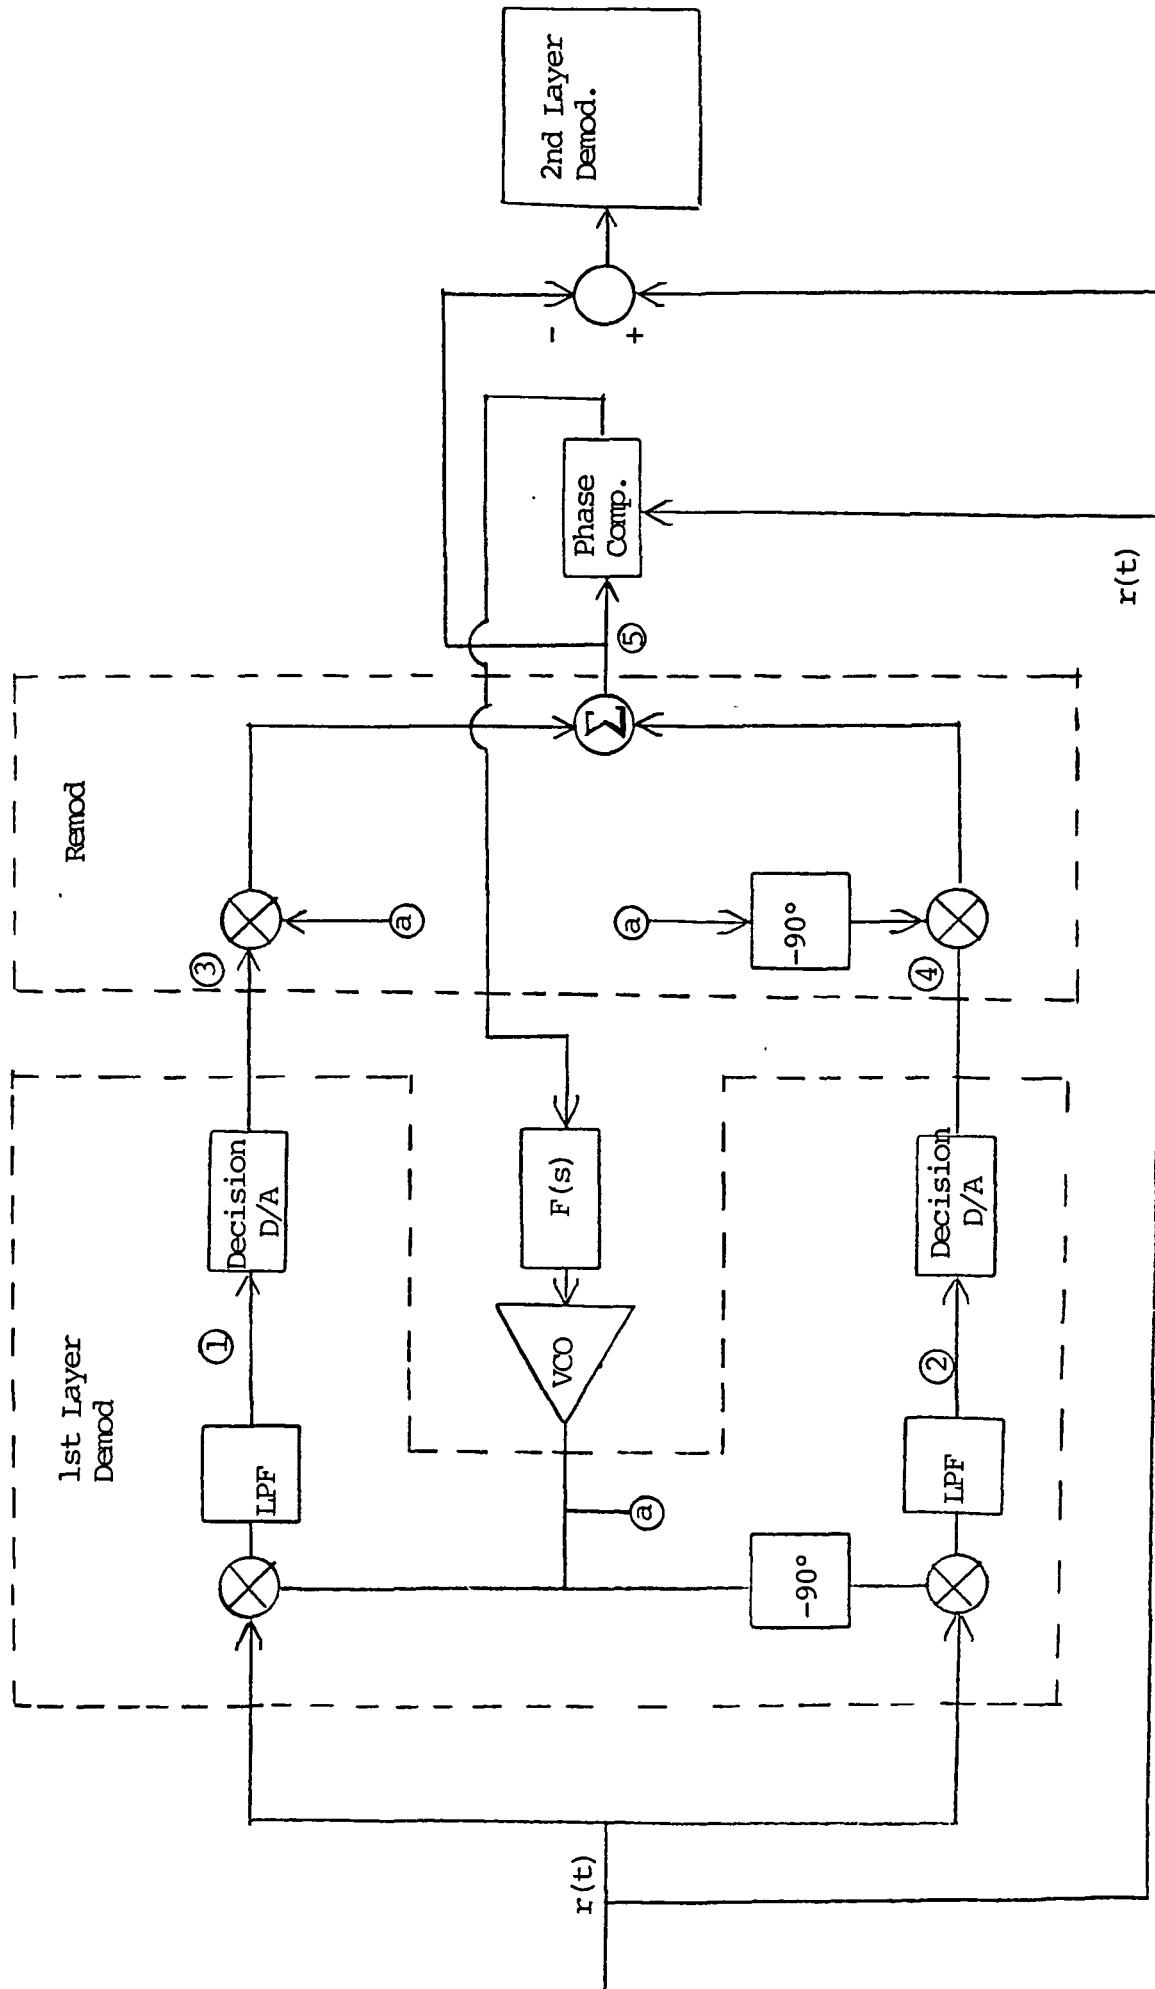 1st Layer
Demod
Remod
2nd Layer
Demod.
r(t)
LPF
①
Decision
D/A
③
ⓐ
Σ
⑤
Phase
Comp.
-
+
VCO
F(s)
ⓐ
-90°
ⓐ
-90°
LPF
②
Decision
D/A
④
r(t)